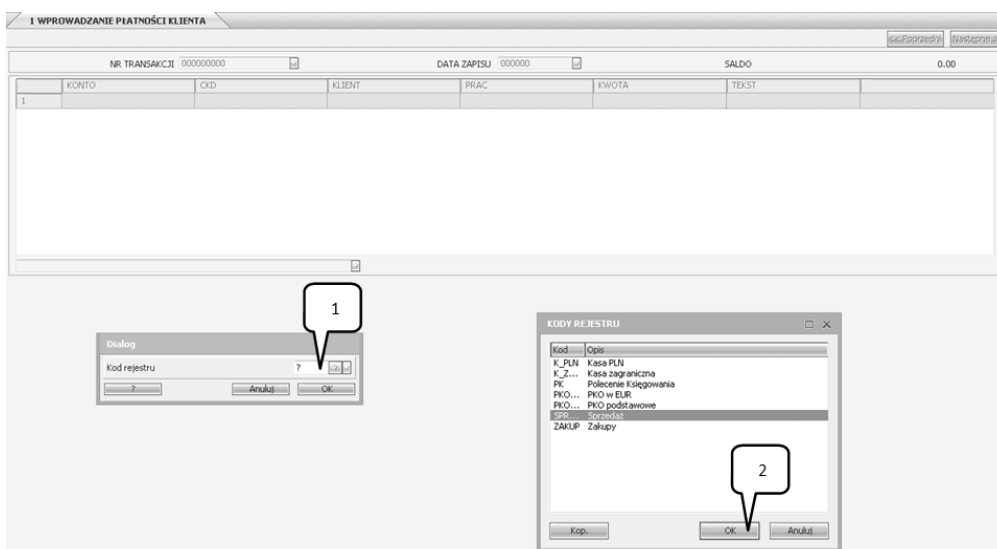 1 WPROWADZANIE PŁATNOŚCI KLIENTA
<<Poprzedni Następne>
NR TRANSAKCJI 000000000 DATA ZAPISU 000000 SALDO 0.00
KONTO CKD KLIENT PRAC KWOTA TEKST
1
1
Dialog
Kod rejestru ?
? Anuluj OK
KODY REJESTRU
Kod Opis
K_PLN Kasa PLN
K_Z... Kasa zagraniczna
PK Polecenie Księgowania
PKO... PKO w EUR
PKO... PKO podstawowe
SPR... Sprzedaż
ZAKUP Zakupy
2
Kop. OK Anuluj